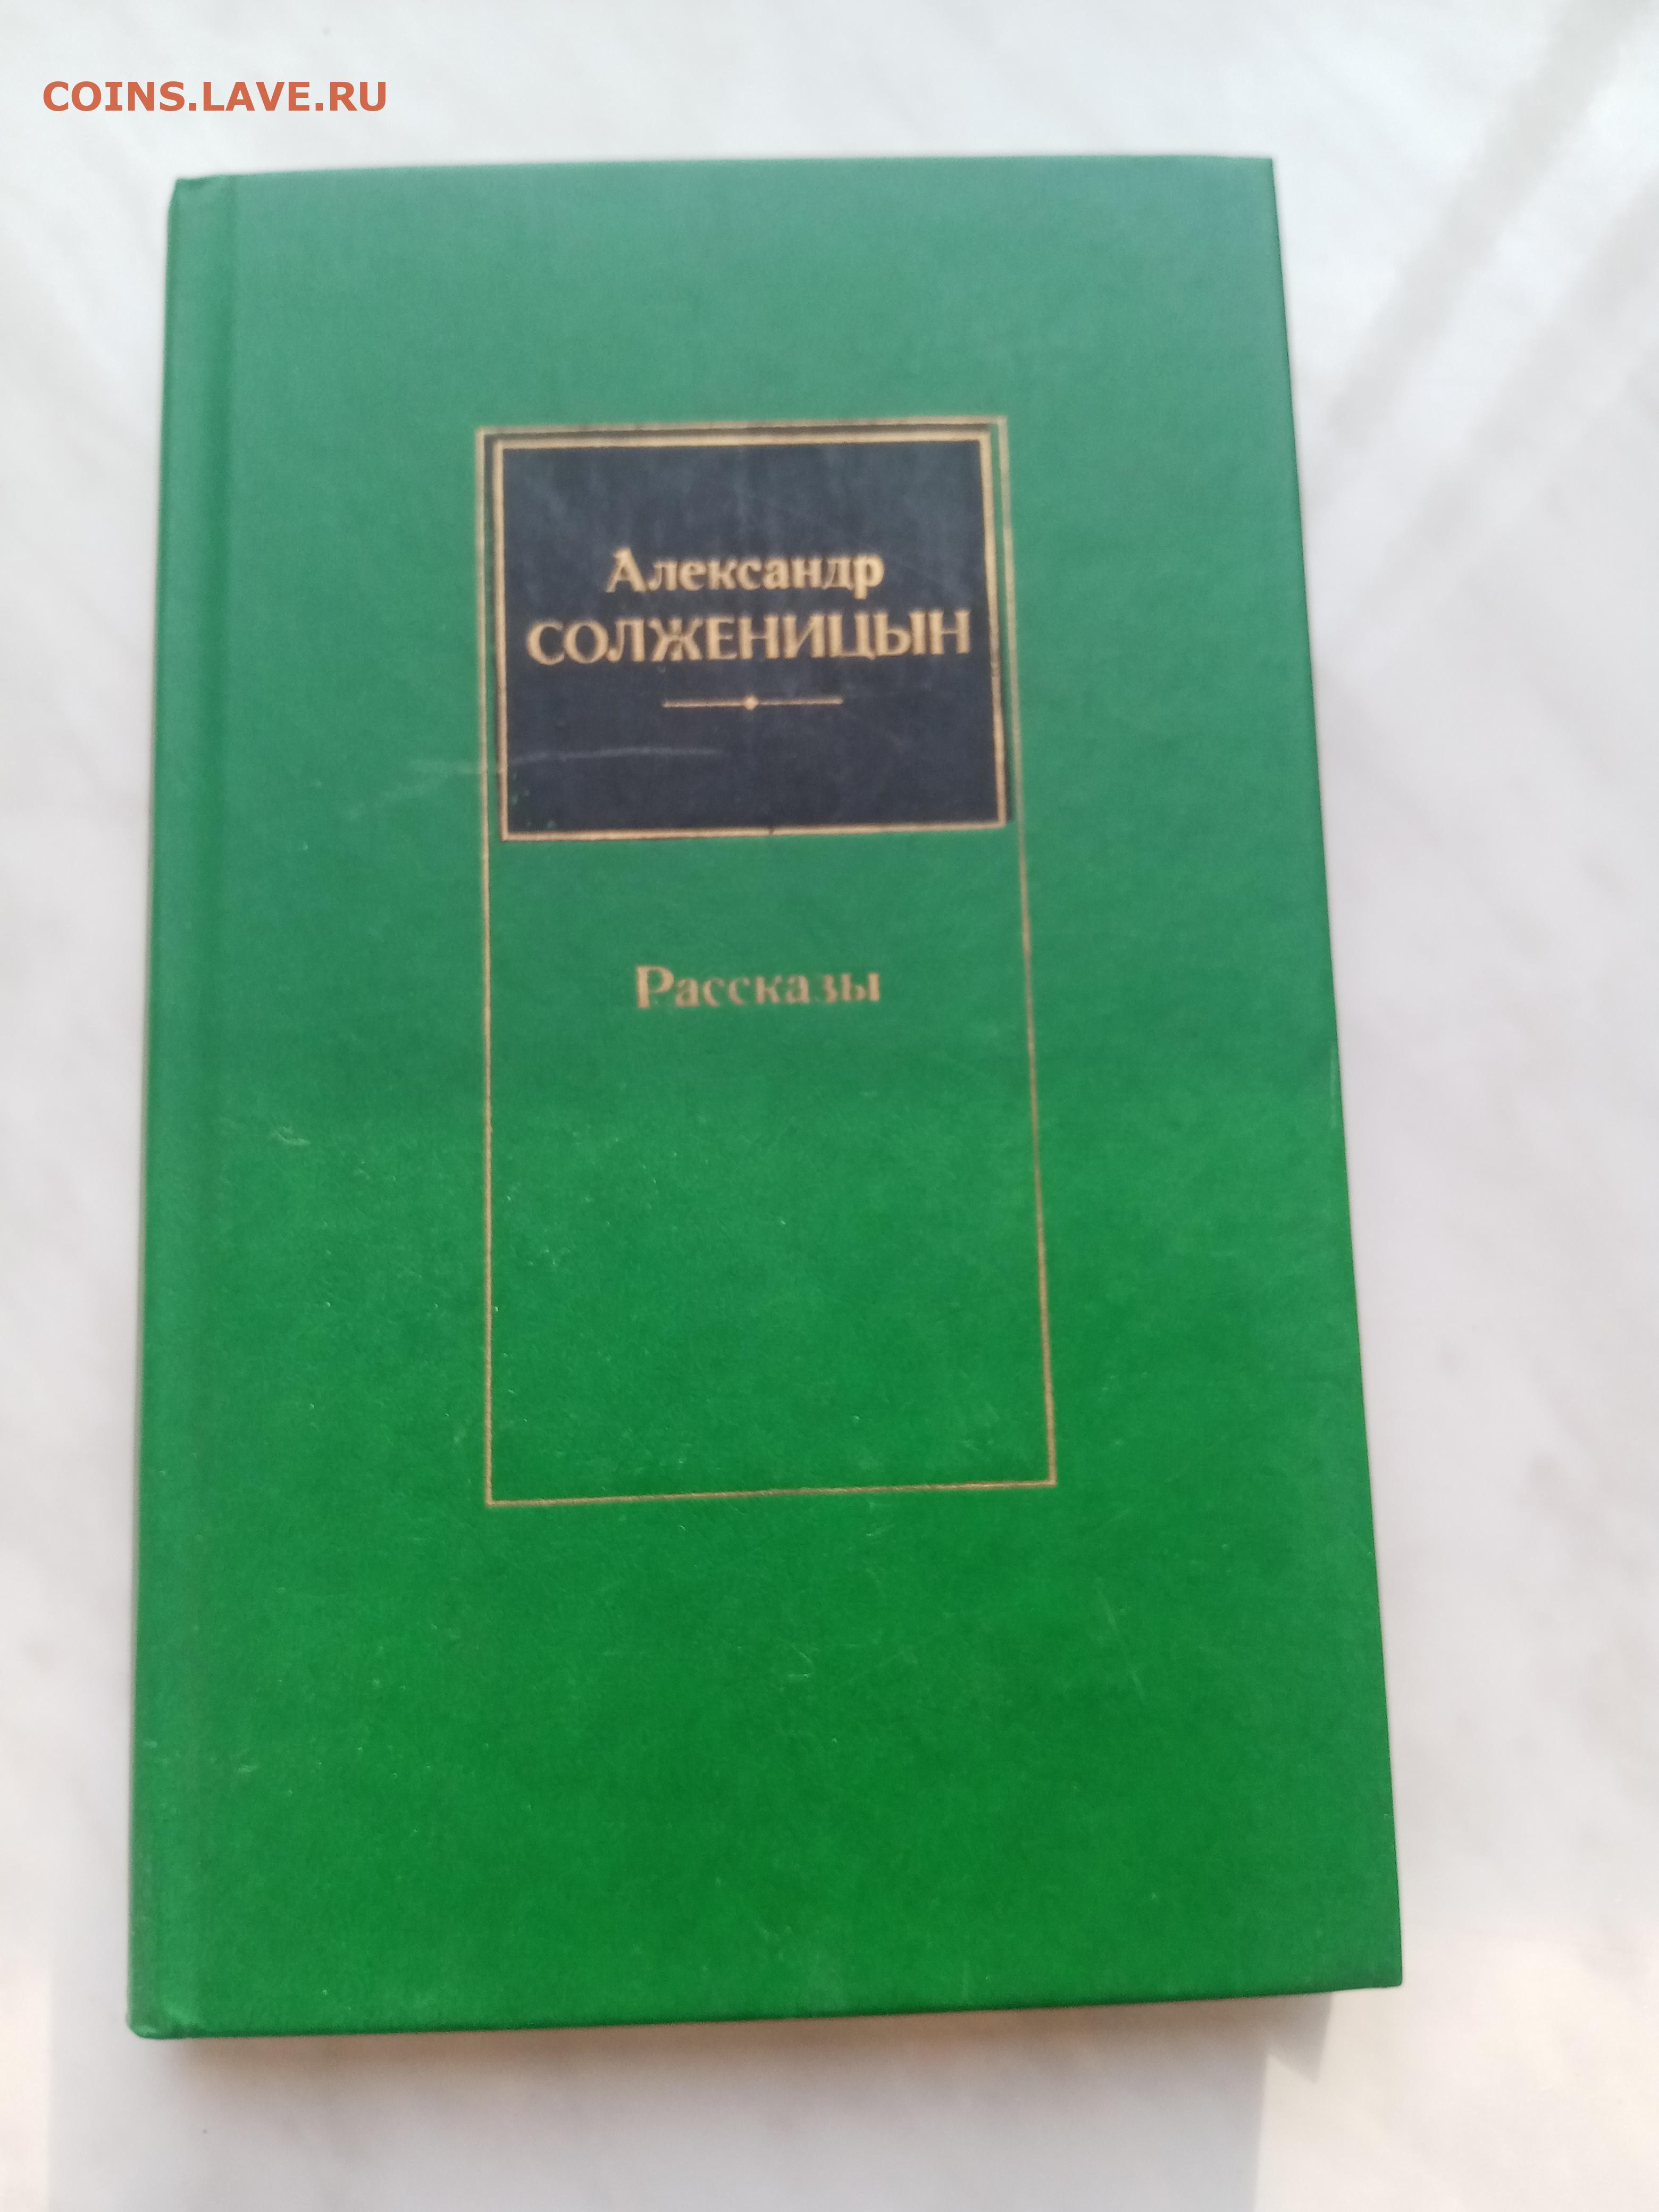 COINS.LAVE.RU
Александр
СОЛЖЕНИЦЫН
Рассказы